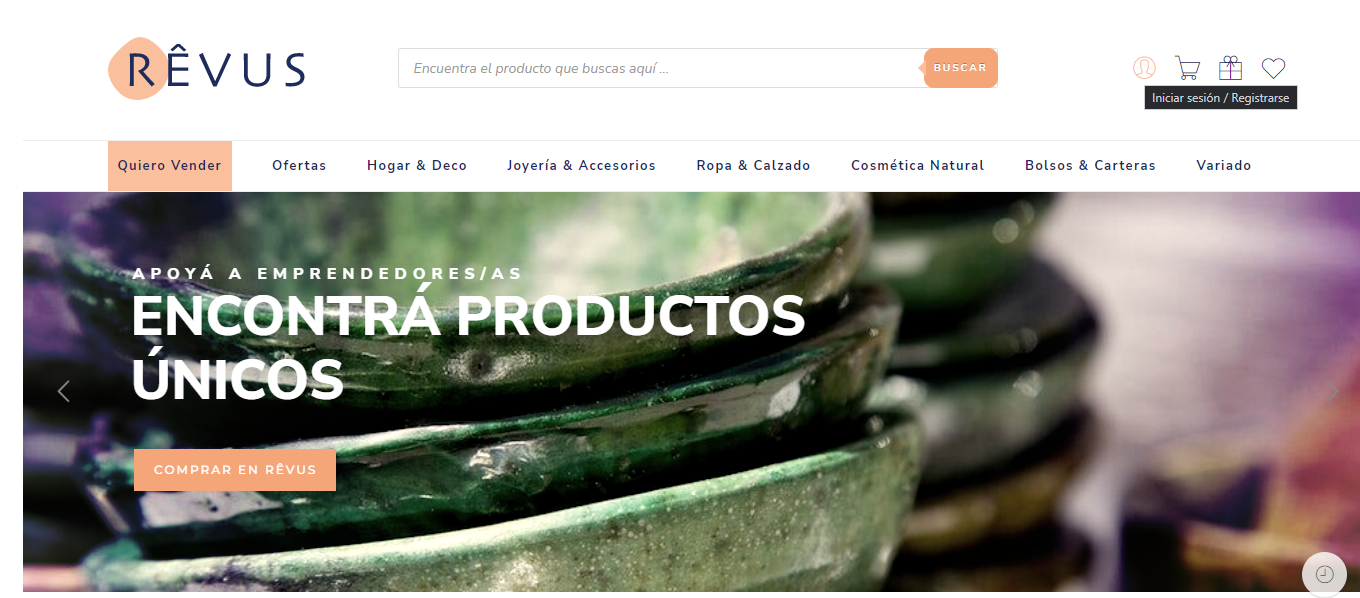 RÊVUS
Encuentra el producto que buscas aquí ...
BUSCAR
Iniciar sesión / Registrarse
Quiero Vender
Ofertas
Hogar & Deco
Joyería & Accesorios
Ropa & Calzado
Cosmética Natural
Bolsos & Carteras
Variado
APOYÁ A EMPRENDEDORES/AS
ENCONTRÁ PRODUCTOS
ÚNICOS
COMPRAR EN RÊVUS